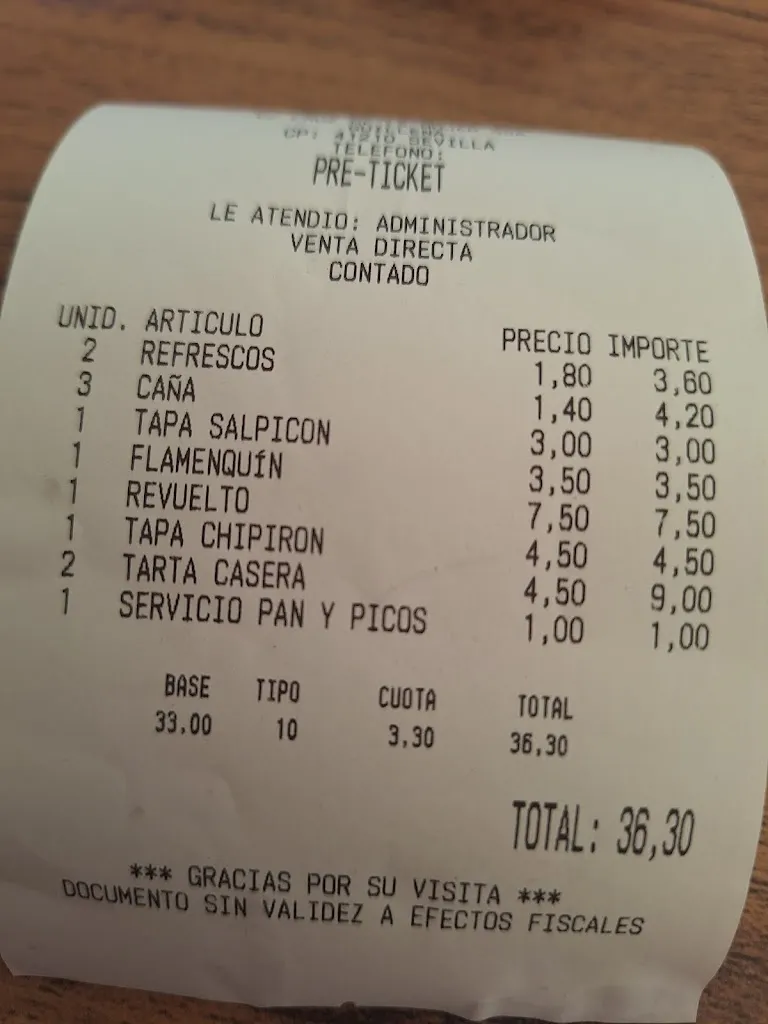 CP: 41210 SEVILLA
TELEFONO:
PRE-TICKET
LE ATENDIO: ADMINISTRADOR
VENTA DIRECTA
CONTADO
UNID. ARTICULO PRECIO IMPORTE
2 REFRESCOS 1,80 3,60
3 CAÑA 1,40 4,20
1 TAPA SALPICON 3,00 3,00
1 FLAMENQUÍN 3,50 3,50
1 REVUELTO 7,50 7,50
1 TAPA CHIPIRON 4,50 4,50
2 TARTA CASERA 4,50 9,00
1 SERVICIO PAN Y PICOS 1,00 1,00
BASE TIPO CUOTA TOTAL
33.00 10 3,30 36,30
TOTAL: 36,30
*** GRACIAS POR SU VISITA ***
DOCUMENTO SIN VALIDEZ A EFECTOS FISCALES